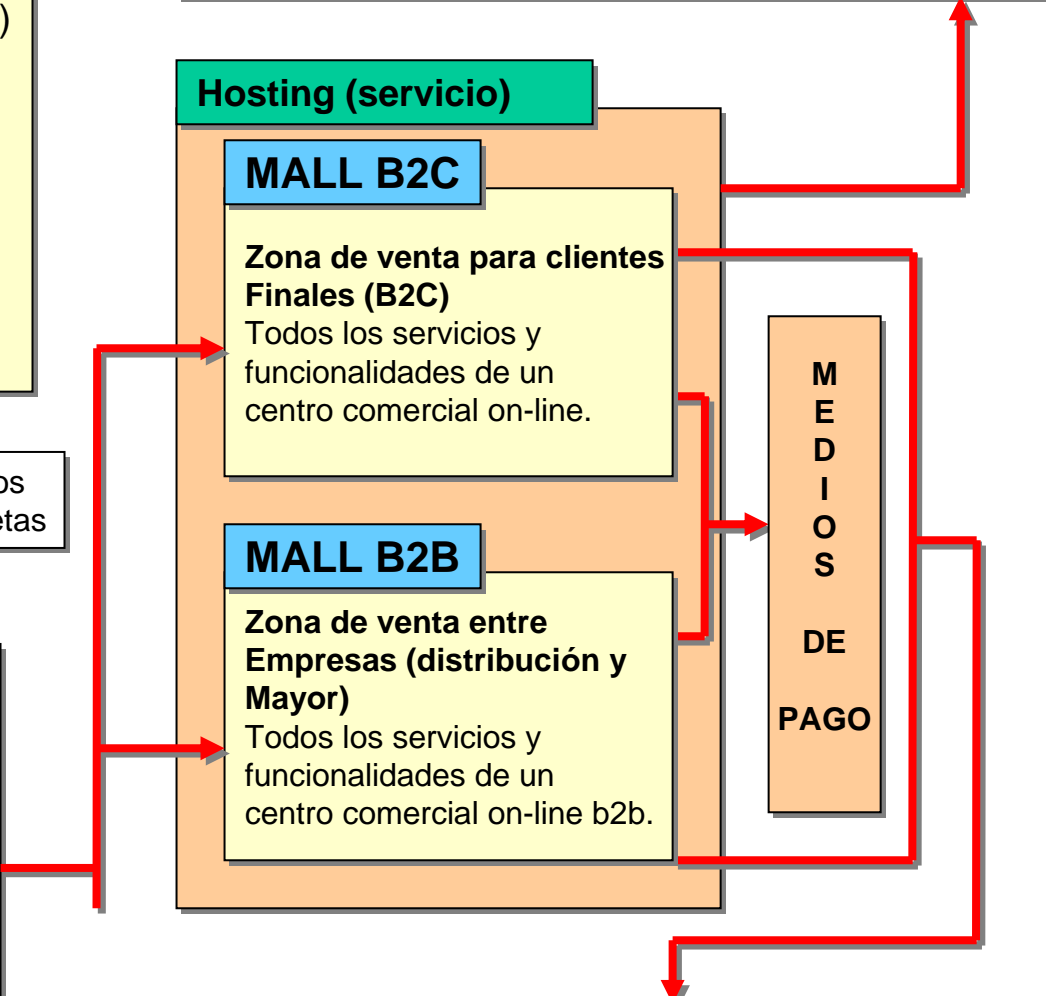 )
Hosting (servicio)
MALL B2C
Zona de venta para clientes
Finales (B2C)
Todos los servicios y
funcionalidades de un
centro comercial on-line.
MALL B2B
Zona de venta entre
Empresas (distribución y
Mayor)
Todos los servicios y
funcionalidades de un
centro comercial on-line b2b.
M
E
D
I
O
S
DE
PAGO